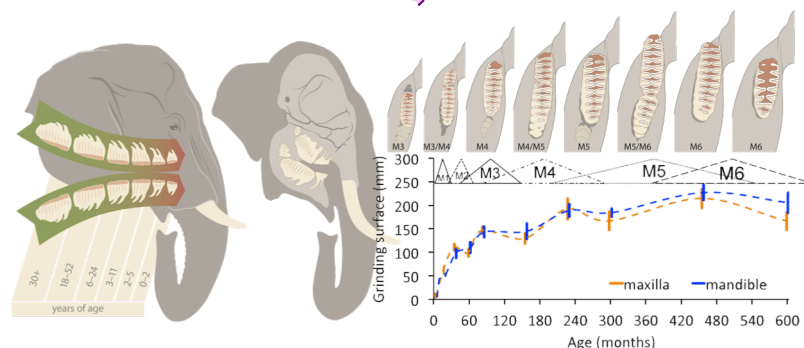 30+
18–52
6–24
3–11
2–5
0–2
years of age
M3
M3/M4
M4
M4/M5
M5
M5/M6
M6
M6
Grinding surface (mm)
300
250
200
150
100
50
0
M1
M2
M3
M4
M5
M6
maxilla
mandible
0
60
120
180
240
300
360
420
480
540
600
Age (months)